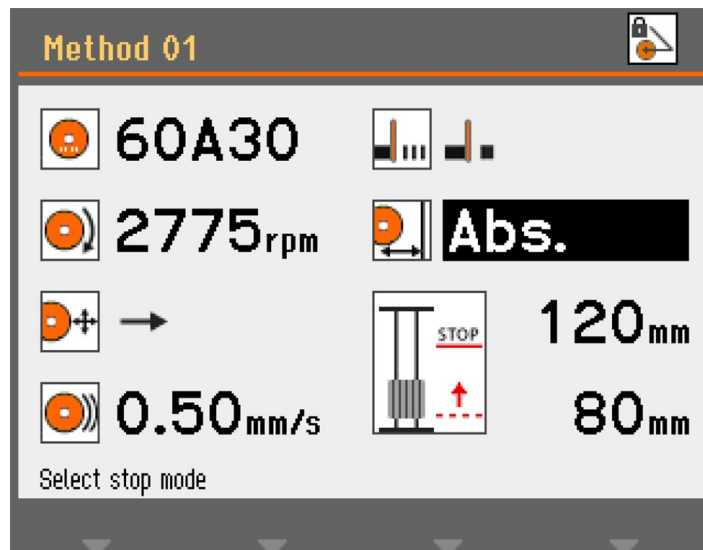 Method 01
60A30
2775rpm
Abs.
STOP
120mm
80mm
0.50mm/s
Select stop mode